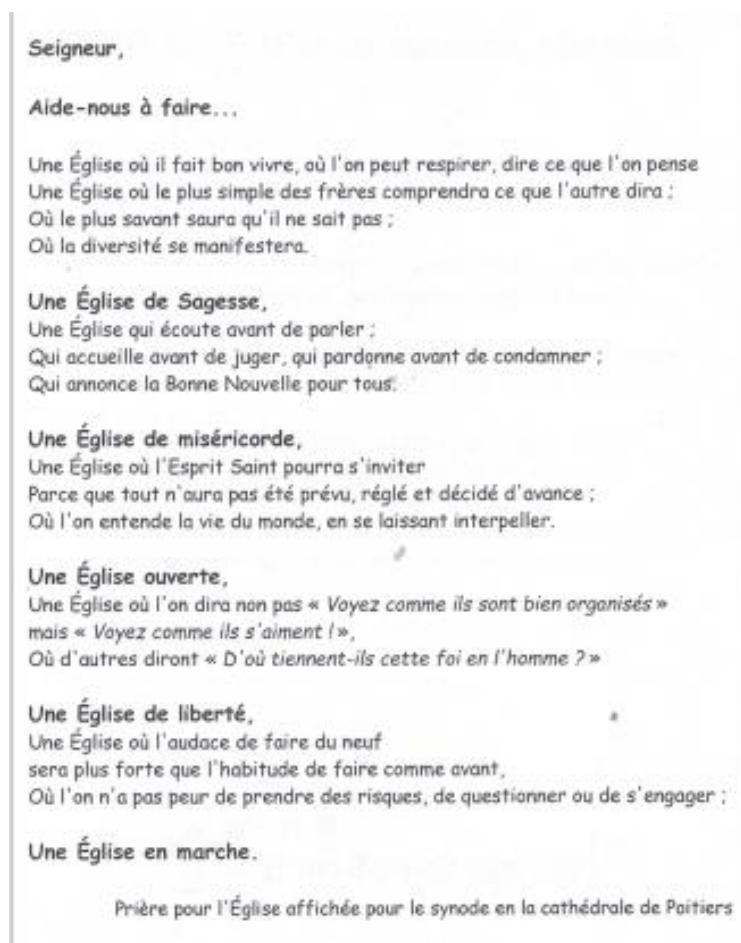 Seigneur,
Aide-nous à faire...
Une Église où il fait bon vivre, où l'on peut respirer, dire ce que l'on pense
Une Église où le plus simple des frères comprendra ce que l'autre dira ;
Où le plus savant saura qu'il ne sait pas ;
Où la diversité se manifestera.
Une Église de Sagesse,
Une Église qui écoute avant de parler ;
Qui accueille avant de juger, qui pardonne avant de condamner ;
Qui annonce la Bonne Nouvelle pour tous.
Une Église de miséricorde,
Une Église où l'Esprit Saint pourra s'inviter
Parce que tout n'aura pas été prévu, réglé et décidé d'avance ;
Où l'on entende la vie du monde, en se laissant interpeller.
Une Église ouverte,
Une Église où l'on dira non pas « Voyez comme ils sont bien organisés »
mais « Voyez comme ils s'aiment ! »,
Où d'autres diront « D'où tiennent-ils cette foi en l'homme ? »
Une Église de liberté,
Une Église où l'audace de faire du neuf
sera plus forte que l'habitude de faire comme avant,
Où l'on n'a pas peur de prendre des risques, de questionner ou de s'engager ;
Une Église en marche.
Prière pour l'Église affichée pour le synode en la cathédrale de Poitiers